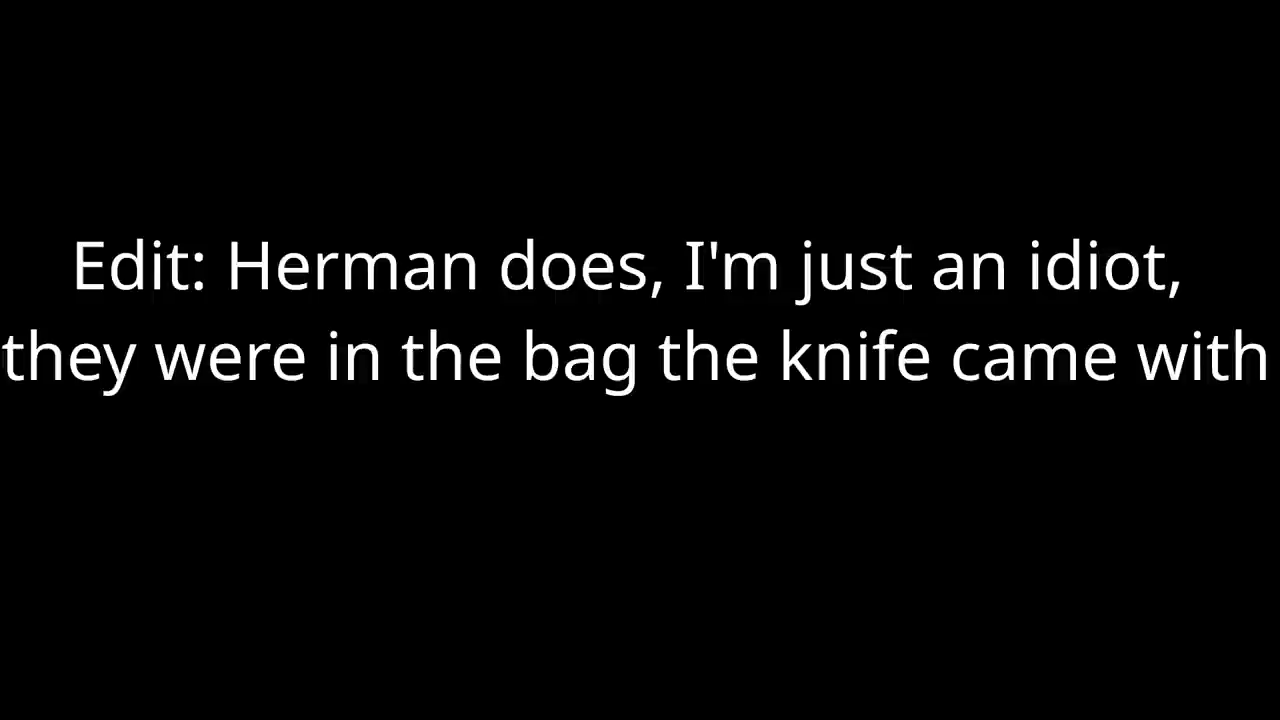 Edit: Herman does, I'm just an idiot,
they were in the bag the knife came with